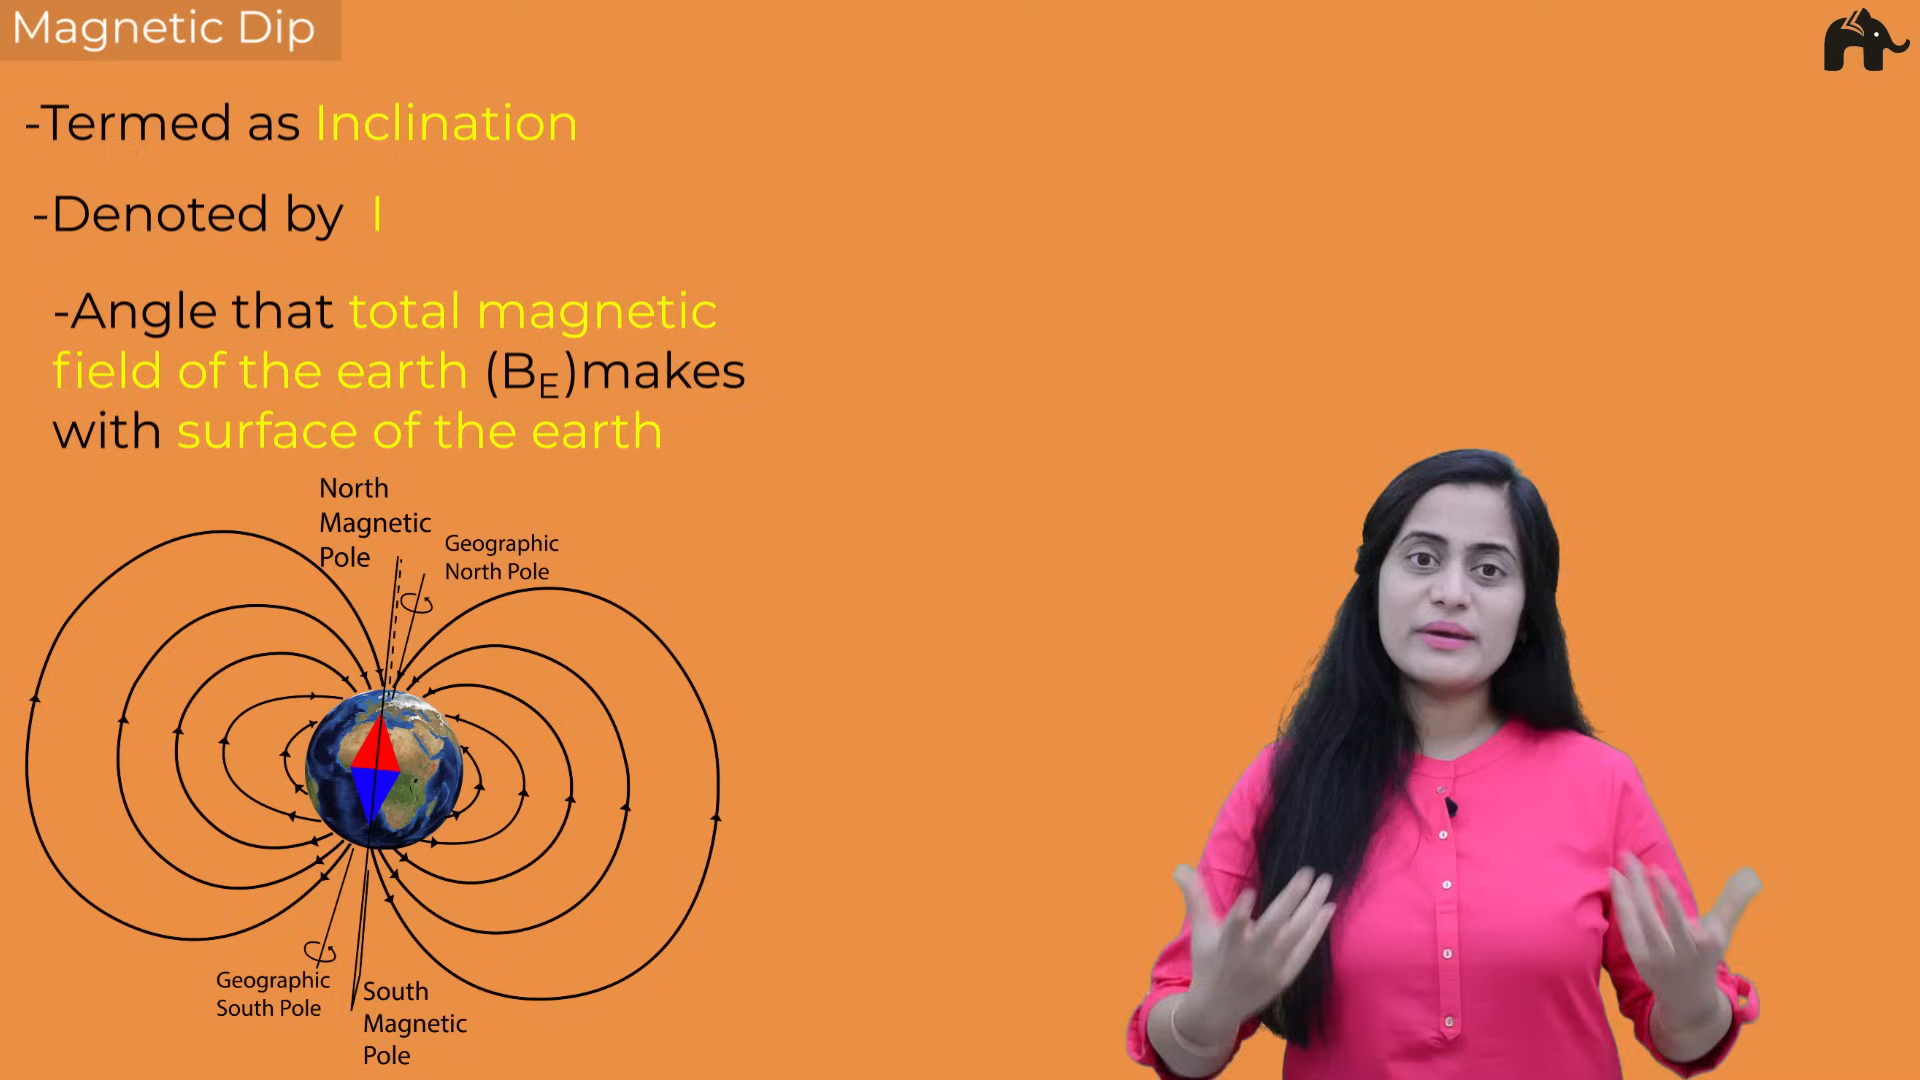 Magnetic Dip
-Termed as Inclination
-Denoted by I
-Angle that total magnetic
field of the earth (BE)makes
with surface of the earth
North
Magnetic
Pole
Geographic
North Pole
Geographic
South Pole
South
Magnetic
Pole